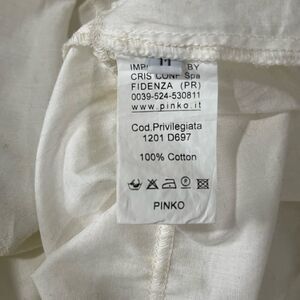 11
BY
CRIS CONF Spa
FIDENZA (PR)
0039-524-530811
www.pinko.it
Cod.Privilegiata
1201 D697
100% Cotton
PINKO